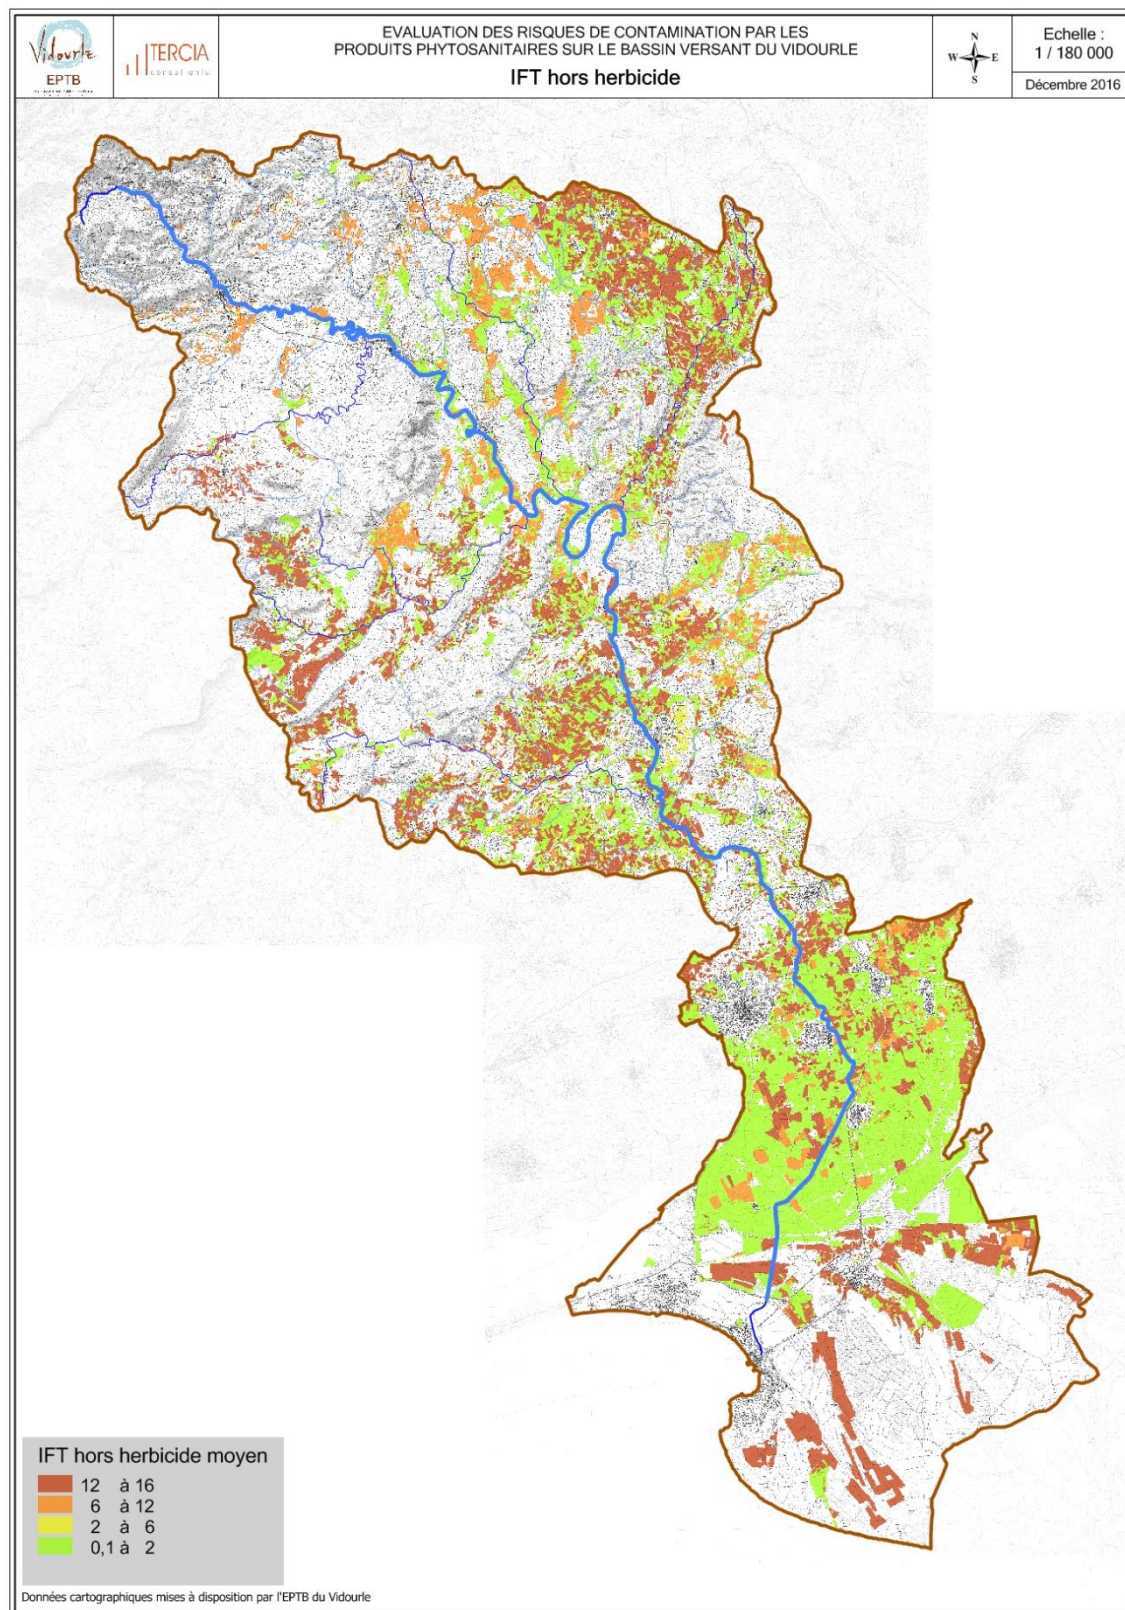 Vidourle
EPTB
TERCIA
consultants
EVALUATION DES RISQUES DE CONTAMINATION PAR LES
PRODUITS PHYTOSANITAIRES SUR LE BASSIN VERSANT DU VIDOURLE
IFT hors herbicide
N
W E
S
Echelle :
1 / 180 000
Décembre 2016
IFT hors herbicide moyen
12 à 16
6 à 12
2 à 6
0,1 à 2
Données cartographiques mises à disposition par l'EPTB du Vidourle